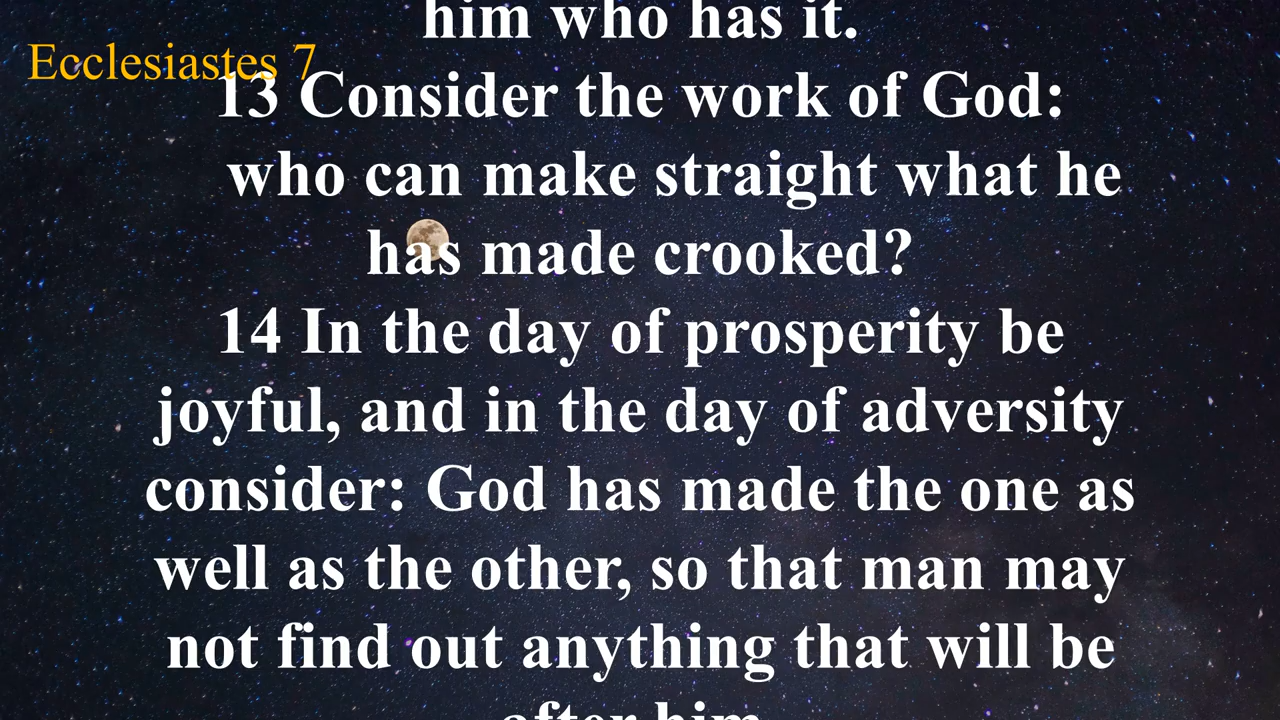 him who has it.
Ecclesiastes 7
13 Consider the work of God:
who can make straight what he
has made crooked?
14 In the day of prosperity be
joyful, and in the day of adversity
consider: God has made the one as
well as the other, so that man may
not find out anything that will be
after him